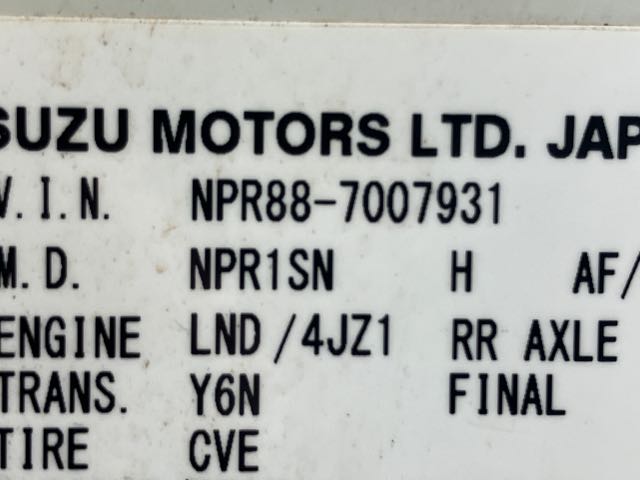 SUZU MOTORS LTD. JAP
V.I.N. NPR88-7007931
M.D. NPR1SN H AF/
ENGINE LND/4JZ1 RR AXLE
TRANS. Y6N FINAL
TIRE CVE